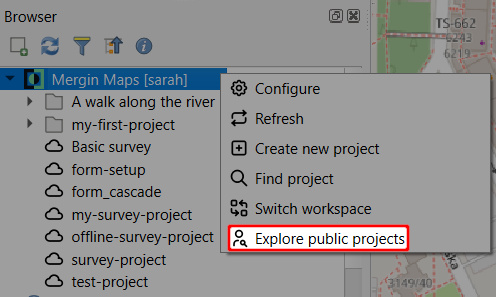 Browser
Mergin Maps [sarah]
A walk along the river
my-first-project
Basic survey
form-setup
form_cascade
my-survey-project
offline-survey-project
survey-project
test-project
Configure
Refresh
Create new project
Find project
Switch workspace
Explore public projects
TS-662
6243
6219
3149/40